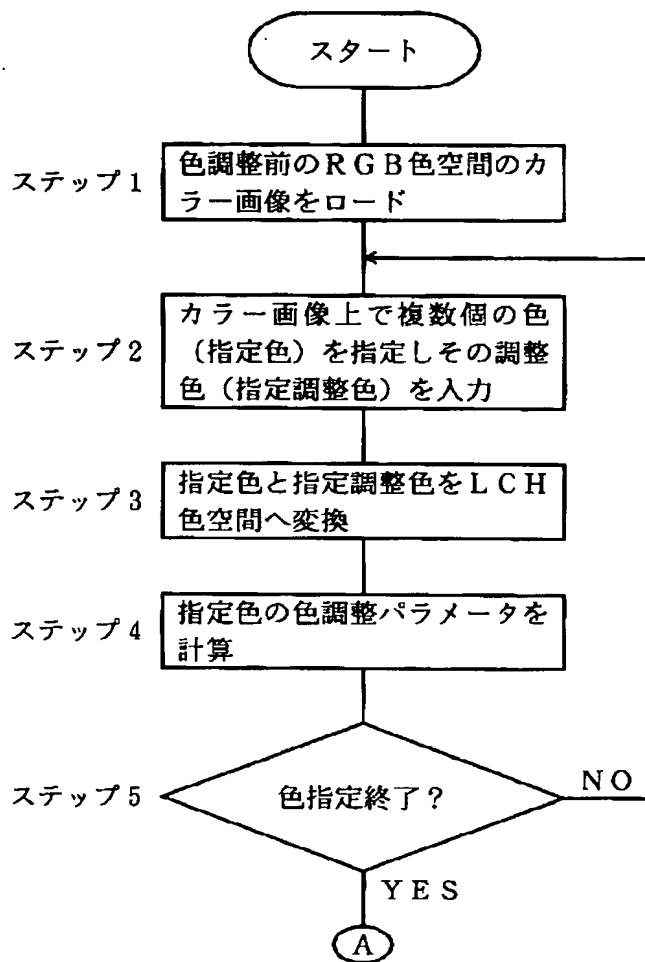 スタート
ステップ1
色調整前のRGB色空間のカ
ラー画像をロード
ステップ2
カラー画像上で複数個の色
(指定色)を指定しその調整
色(指定調整色)を入力
ステップ3
指定色と指定調整色をLCH
色空間へ変換
ステップ4
指定色の色調整パラメータを
計算
ステップ5
色指定終了?
NO
YES
A